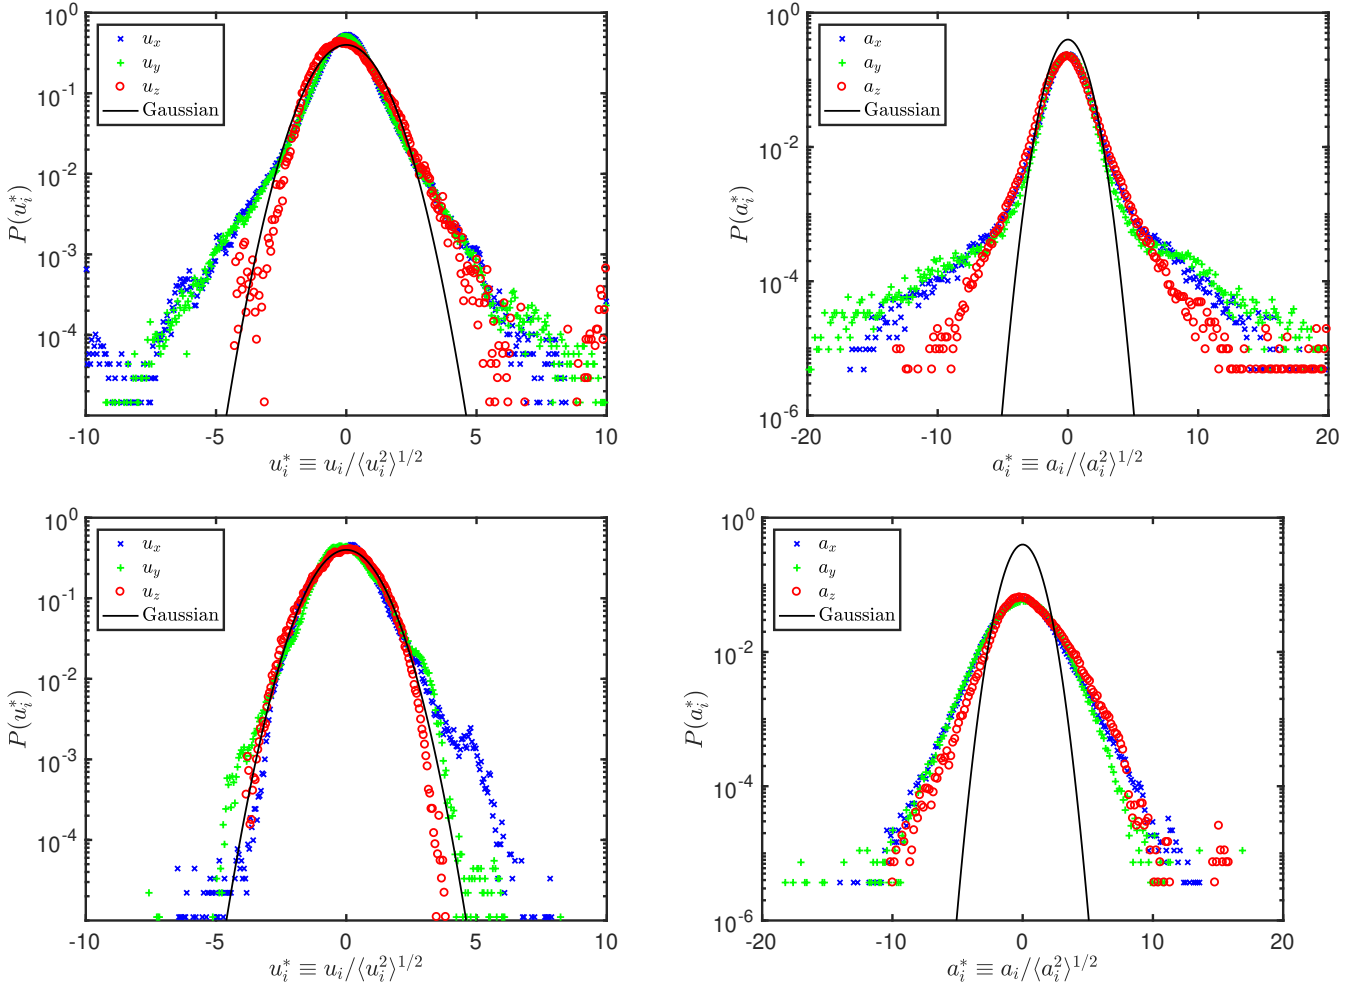 10^0
10^-1
10^-2
10^-3
10^-4
P(u_i^*)
u_x
u_y
u_z
Gaussian
-10 -5 0 5 10
u_i^* ≡ u_i/⟨u_i^2⟩^1/2
10^0
10^-2
10^-4
10^-6
P(a_i^*)
a_x
a_y
a_z
Gaussian
-20 -10 0 10 20
a_i^* ≡ a_i/⟨a_i^2⟩^1/2
10^0
10^-1
10^-2
10^-3
10^-4
P(u_i^*)
u_x
u_y
u_z
Gaussian
-10 -5 0 5 10
u_i^* ≡ u_i/⟨u_i^2⟩^1/2
10^0
10^-2
10^-4
10^-6
P(a_i^*)
a_x
a_y
a_z
Gaussian
-20 -10 0 10 20
a_i^* ≡ a_i/⟨a_i^2⟩^1/2